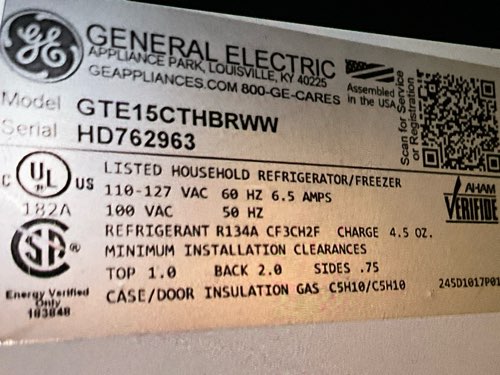 GE
GENERAL ELECTRIC
APPLIANCE PARK, LOUISVILLE, KY 40225
GEAPPLIANCES.COM 800-GE-CARES
Assembled
in the USA
Scan for Service
or Registration
Model GTE15CTHBRWW
Serial HD762963
C UL US
182A
LISTED HOUSEHOLD REFRIGERATOR/FREEZER
110-127 VAC 60 HZ 6.5 AMPS
100 VAC 50 HZ
REFRIGERANT R134A CF3CH2F CHARGE 4.5 OZ.
MINIMUM INSTALLATION CLEARANCES
TOP 1.0 BACK 2.0 SIDES .75
CASE/DOOR INSULATION GAS C5H10/C5H10
AHAM
VERIFIDE
245D1017P01
SA ®
Energy Verified
Only
183848